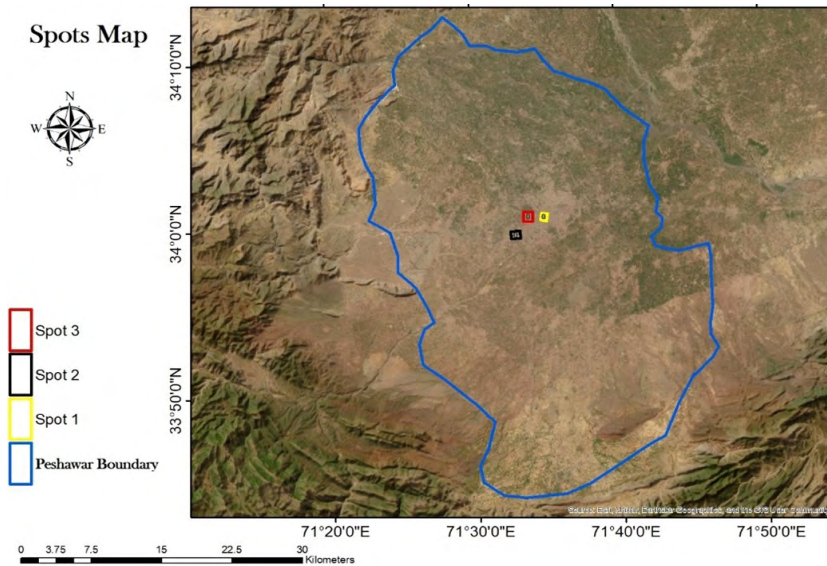 Spots Map
N
W E
S
34°10'0"N
34°0'0"N
33°50'0"N
Spot 3
Spot 2
Spot 1
Peshawar Boundary
71°20'0"E
71°30'0"E
71°40'0"E
71°50'0"E
0 3.75 7.5 15 22.5 30
Kilometers